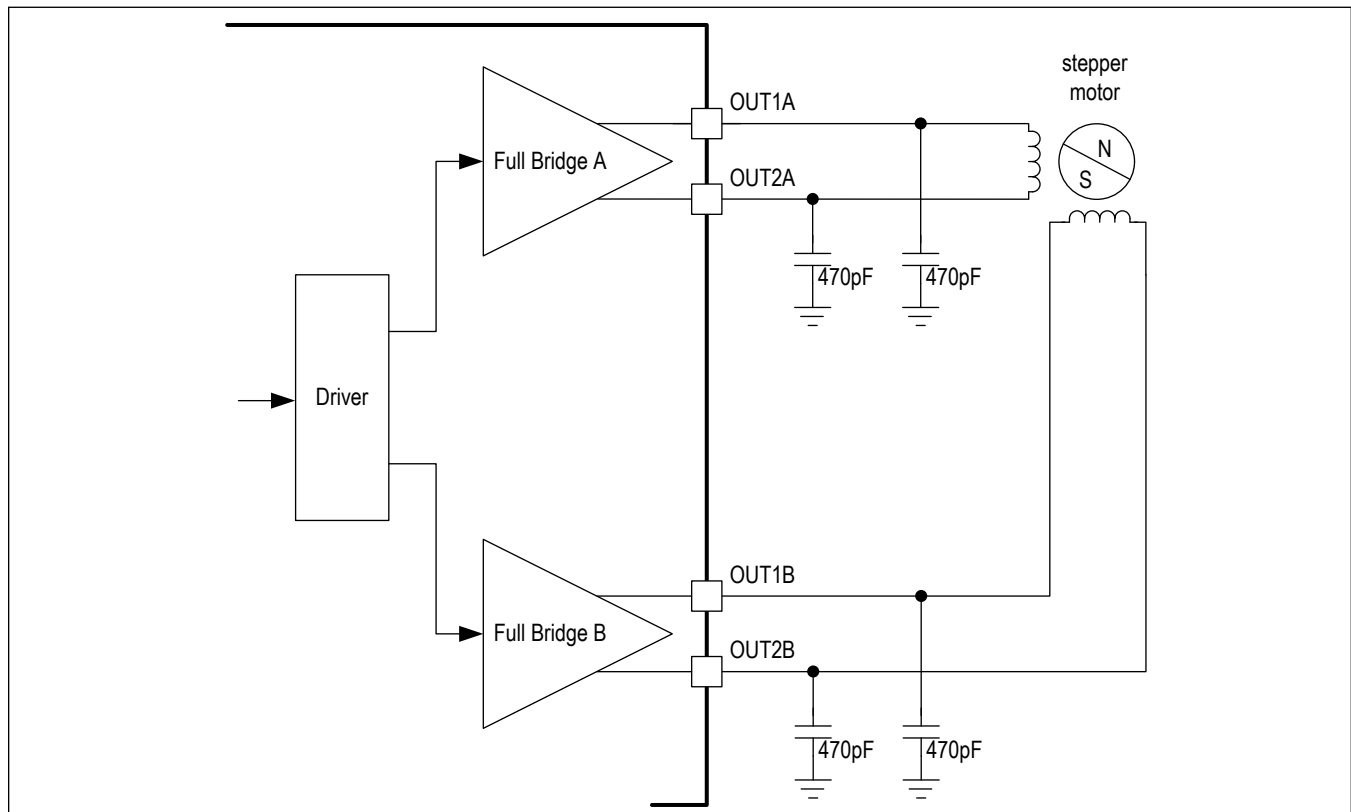 stepper
motor
OUT1A
Full Bridge A
N
OUT2A
S
470pF
470pF
Driver
OUT1B
Full Bridge B
OUT2B
470pF
470pF